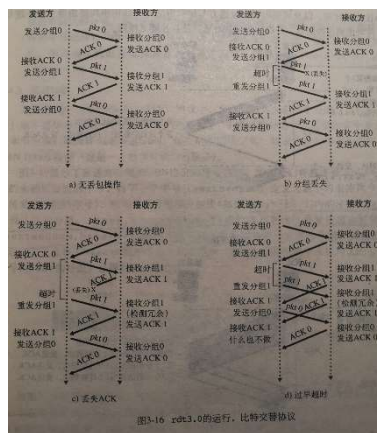 发送方 接收方
发送分组0
pkt 0
接收分组0
发送ACK 0
ACK 0
接收ACK 0
发送分组1
pkt 1
接收分组1
发送ACK 1
ACK 1
接收ACK 1
发送分组0
pkt 0
接收分组0
发送ACK 0
ACK 0
a) 无丢包操作
发送方 接收方
发送分组0
pkt 0
接收分组0
发送ACK 0
ACK 0
接收ACK 0
发送分组1
pkt 1
X (丢失)
超时
重发分组1
pkt 1
接收分组1
发送ACK 1
ACK 1
接收ACK 1
发送分组0
pkt 0
接收分组0
发送ACK 0
ACK 0
b) 分组丢失
发送方 接收方
发送分组0
pkt 0
接收分组0
发送ACK 0
ACK 0
接收ACK 0
发送分组1
pkt 1
接收分组1
发送ACK 1
ACK 1
(丢失) X
超时
重发分组1
pkt 1
接收分组1
(检测冗余)
发送ACK 1
ACK 1
接收ACK 1
发送分组0
pkt 0
接收分组0
发送ACK 0
ACK 0
c) 丢失ACK
发送方 接收方
发送分组0
pkt 0
接收分组0
发送ACK 0
ACK 0
接收ACK 0
发送分组1
pkt 1
超时
接收分组1
发送ACK 1
重发分组1
pkt 1
ACK 1
接收ACK 1
发送分组0
接收分组1
(检测冗余)
发送ACK 1
pkt 0
ACK 1
接收ACK 1
什么也不做
接收分组0
发送ACK 0
ACK 0
d) 过早超时
图3-16 rdt3.0的运行，比特交替协议